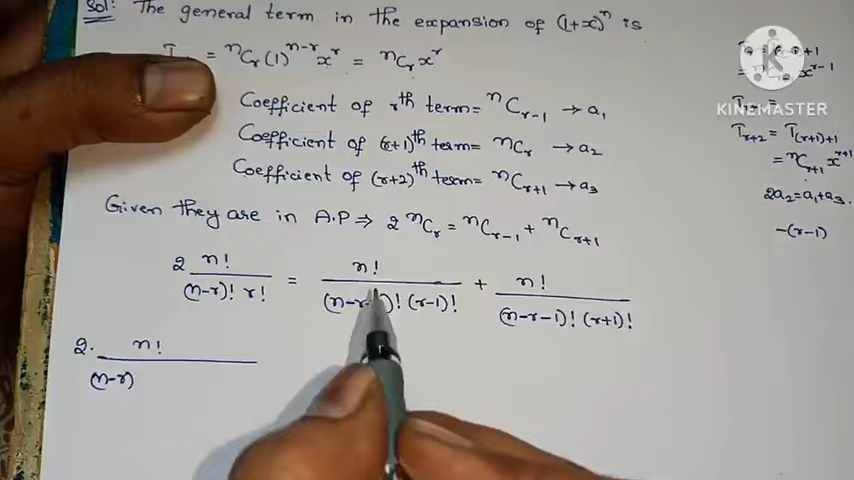 Sol: The general term in the expansion of (1+x)^n is
T = nCr (1)^n-r x^r = nCr x^r
Coefficient of rth term = nC r-1 → a1
Coefficient of (r+1)th term = nCr → a2
Coefficient of (r+2)th term = nC r+1 → a3
Given they are in A.P ⇒ 2 nCr = nC r-1 + nC r+1
2 n!/(n-r)! r! = n!/(n-r+1)! (r-1)! + n!/(n-r-1)! (r+1)!
2. n!/(n-r)
x^r-1
KINEMASTER
T r+2 = T (r+1)+1
= nC r+1 x^r+1
2a2 = a1 + a3.
-(r-1)